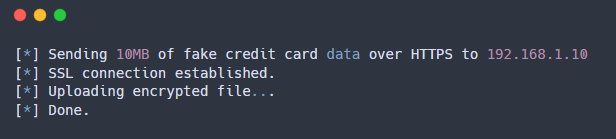 [*] Sending 10MB of fake credit card data over HTTPS to 192.168.1.10
[*] SSL connection established.
[*] Uploading encrypted file...
[*] Done.